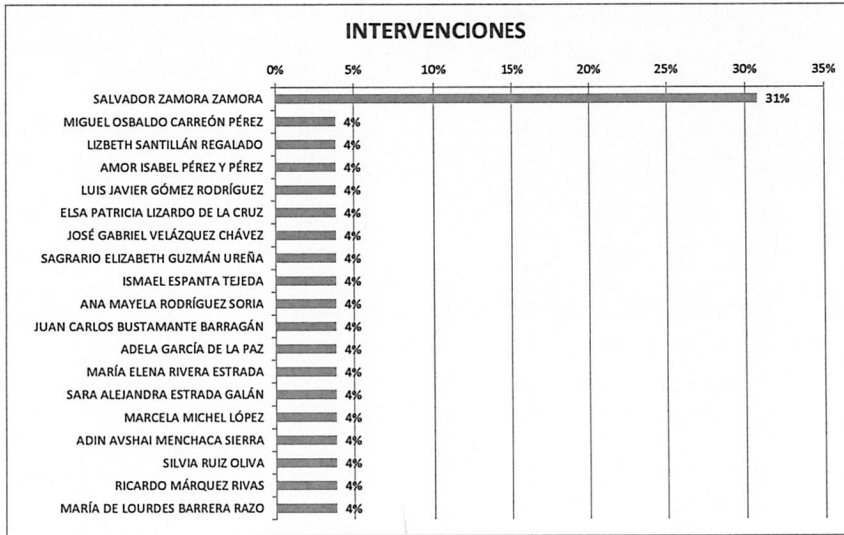 INTERVENCIONES
0% 5% 10% 15% 20% 25% 30% 35%
SALVADOR ZAMORA ZAMORA 31%
MIGUEL OSBALDO CARREÓN PÉREZ 4%
LIZBETH SANTILLÁN REGALADO 4%
AMOR ISABEL PÉREZ Y PÉREZ 4%
LUIS JAVIER GÓMEZ RODRÍGUEZ 4%
ELSA PATRICIA LIZARDO DE LA CRUZ 4%
JOSÉ GABRIEL VELÁZQUEZ CHÁVEZ 4%
SAGRARIO ELIZABETH GUZMÁN UREÑA 4%
ISMAEL ESPANTA TEJEDA 4%
ANA MAYELA RODRÍGUEZ SORIA 4%
JUAN CARLOS BUSTAMANTE BARRAGÁN 4%
ADELA GARCÍA DE LA PAZ 4%
MARÍA ELENA RIVERA ESTRADA 4%
SARA ALEJANDRA ESTRADA GALÁN 4%
MARCELA MICHEL LÓPEZ 4%
ADIN AVSHAI MENCHACA SIERRA 4%
SILVIA RUIZ OLIVA 4%
RICARDO MÁRQUEZ RIVAS 4%
MARÍA DE LOURDES BARRERA RAZO 4%